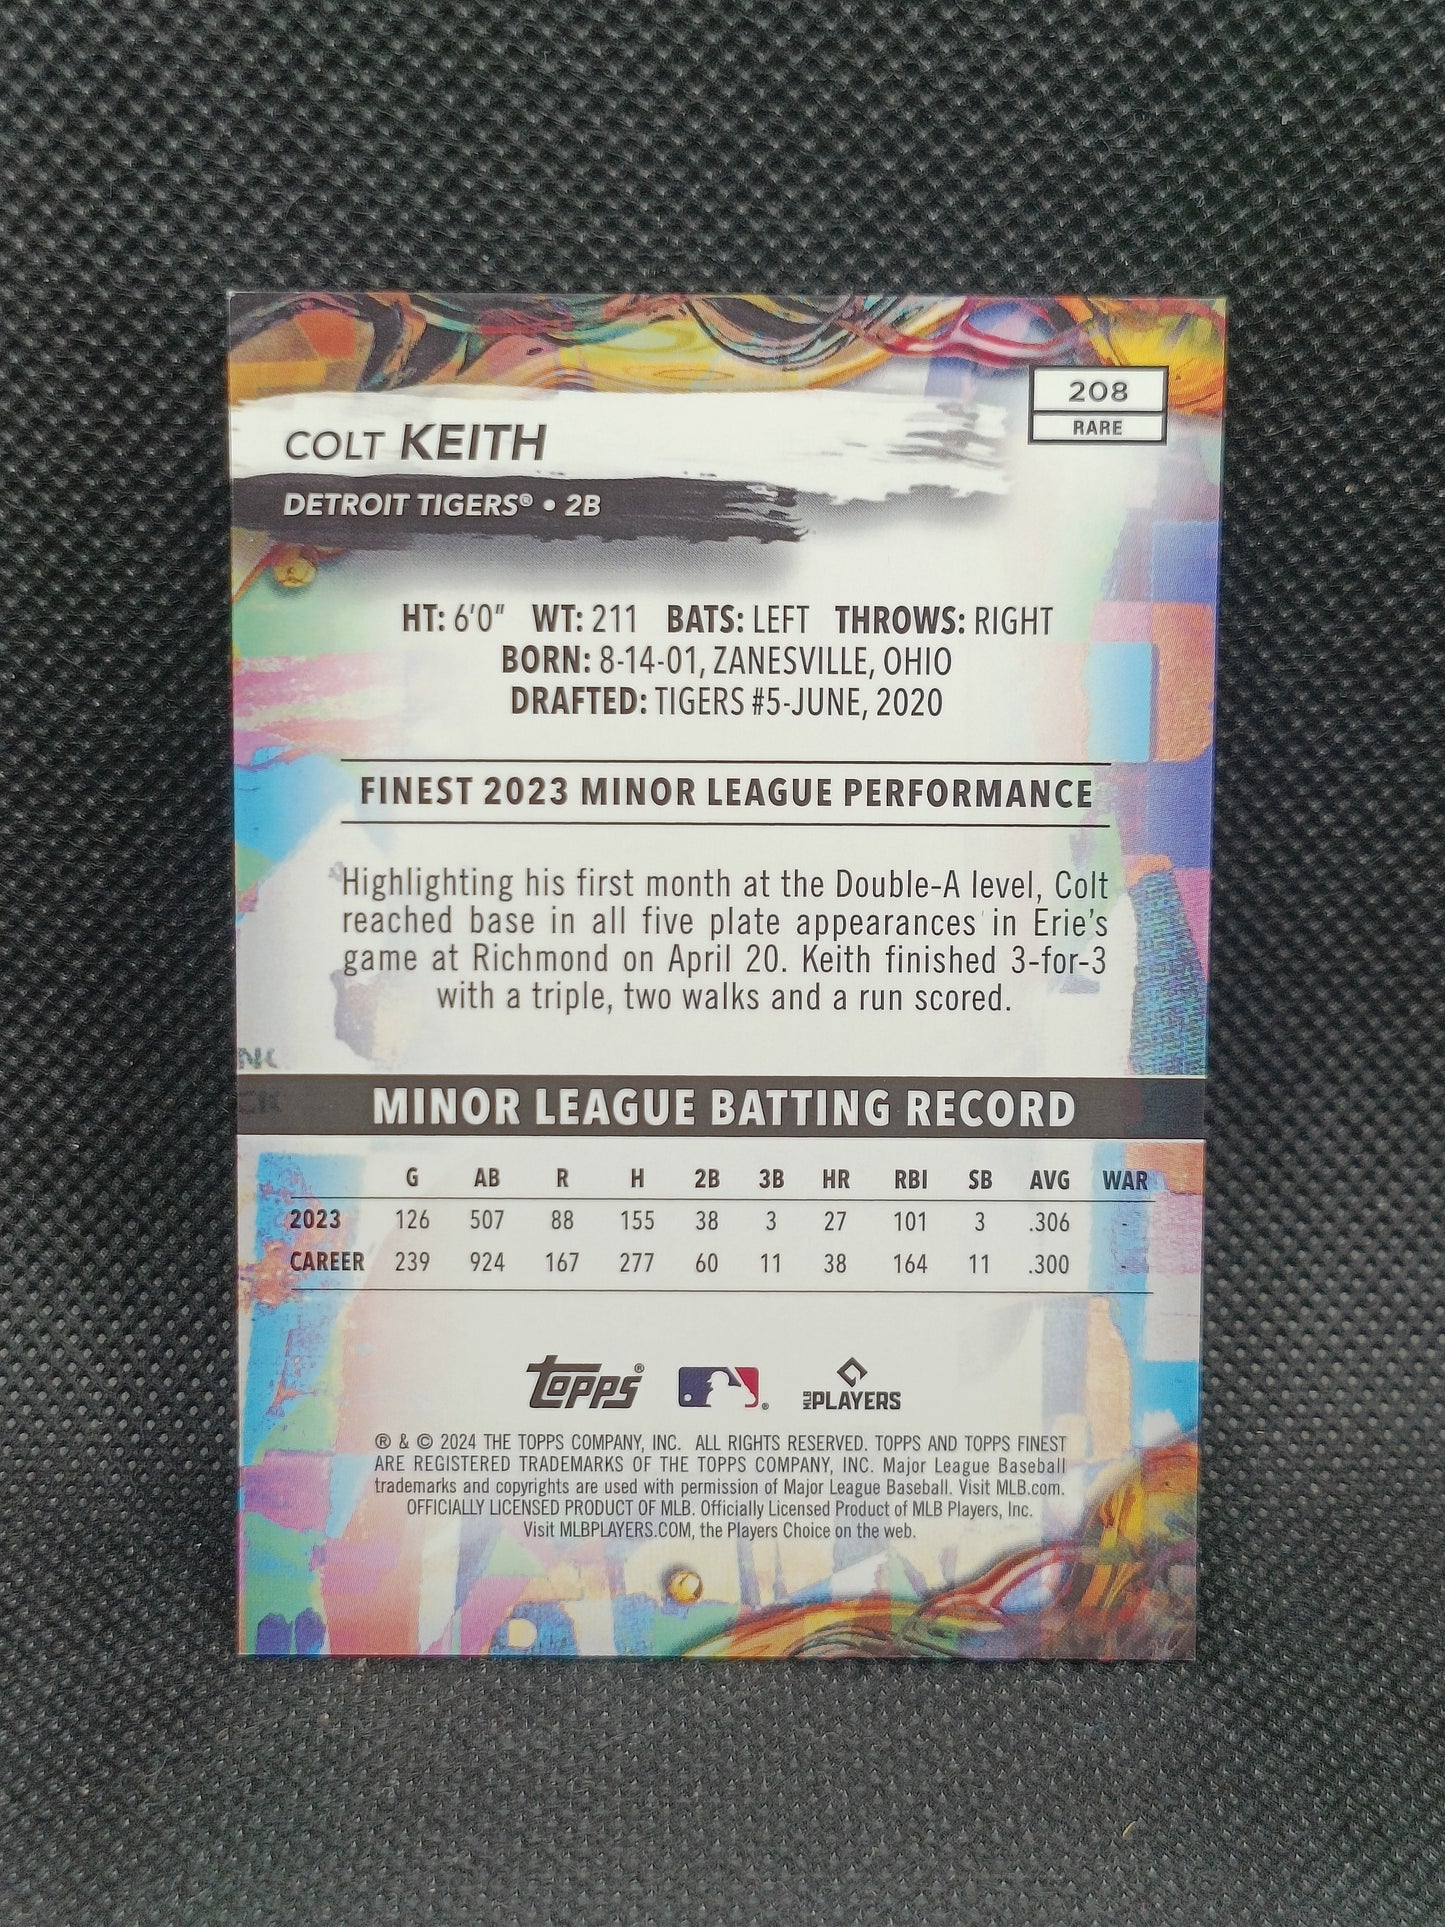 208
RARE
COLT KEITH
DETROIT TIGERS® • 2B
HT: 6'0" WT: 211 BATS: LEFT THROWS: RIGHT
BORN: 8-14-01, ZANESVILLE, OHIO
DRAFTED: TIGERS #5-JUNE, 2020
FINEST 2023 MINOR LEAGUE PERFORMANCE
Highlighting his first month at the Double-A level, Colt
reached base in all five plate appearances in Erie's
game at Richmond on April 20. Keith finished 3-for-3
with a triple, two walks and a run scored.
MINOR LEAGUE BATTING RECORD
G AB R H 2B 3B HR RBI SB AVG WAR
2023 126 507 88 155 38 3 27 101 3 .306 -
CAREER 239 924 167 277 60 11 38 164 11 .300 -
Topps® ® MLB PLAYERS
® & © 2024 THE TOPPS COMPANY, INC. ALL RIGHTS RESERVED. TOPPS AND TOPPS FINEST
ARE REGISTERED TRADEMARKS OF THE TOPPS COMPANY, INC. Major League Baseball
trademarks and copyrights are used with permission of Major League Baseball. Visit MLB.com.
OFFICIALLY LICENSED PRODUCT OF MLB. Officially Licensed Product of MLB Players, Inc.
Visit MLBPLAYERS.COM, the Players Choice on the web.